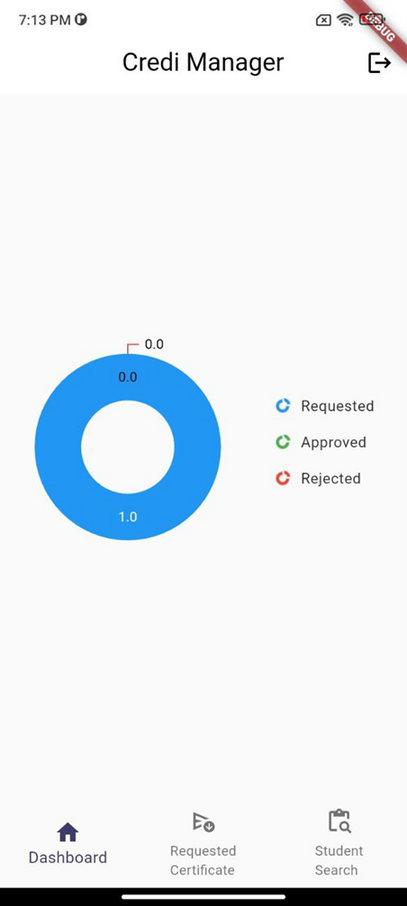 7:13 PM
DEBUG
Credi Manager
0.0
0.0
1.0
Requested
Approved
Rejected
Dashboard
Requested
Certificate
Student
Search